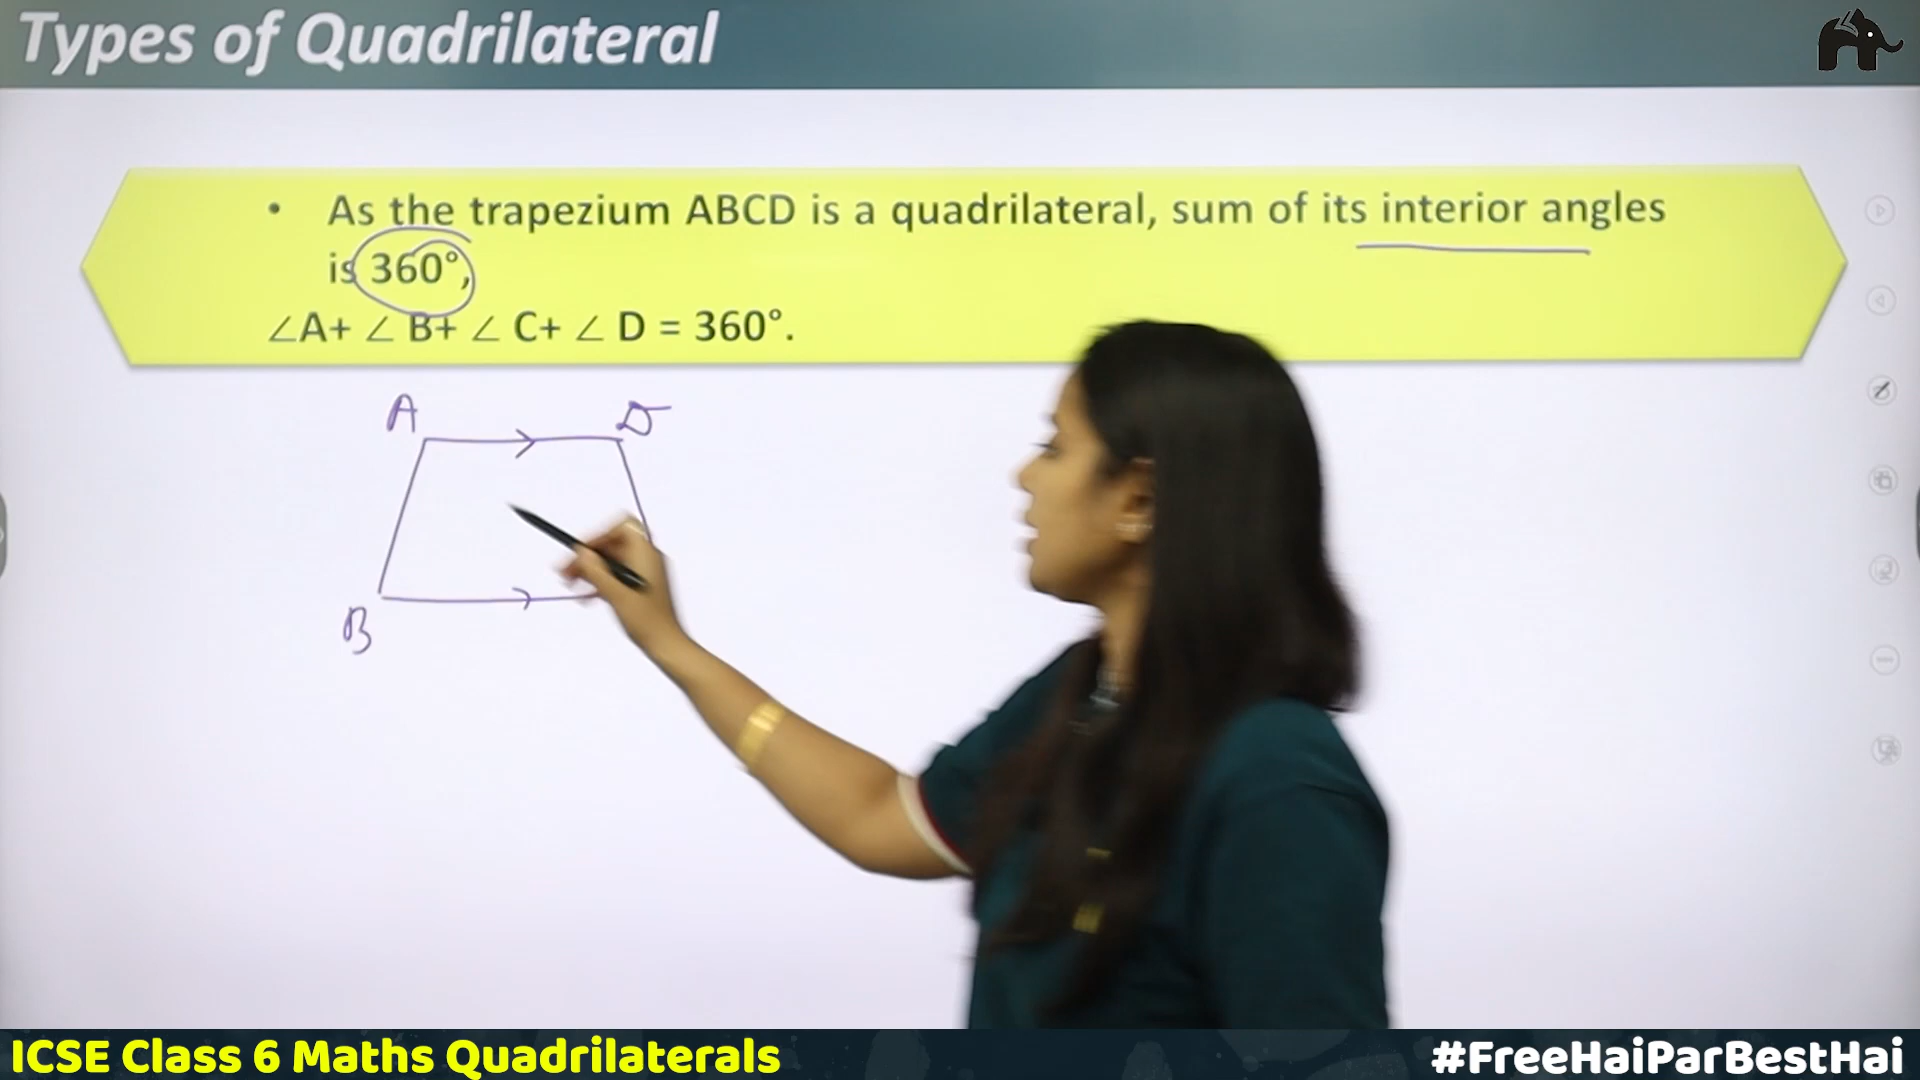 Types of Quadrilateral
• As the trapezium ABCD is a quadrilateral, sum of its interior angles
is 360°,
∠A+ ∠ B+ ∠ C+ ∠ D = 360°.
A
D
B
ICSE Class 6 Maths Quadrilaterals
#FreeHaiParBestHai